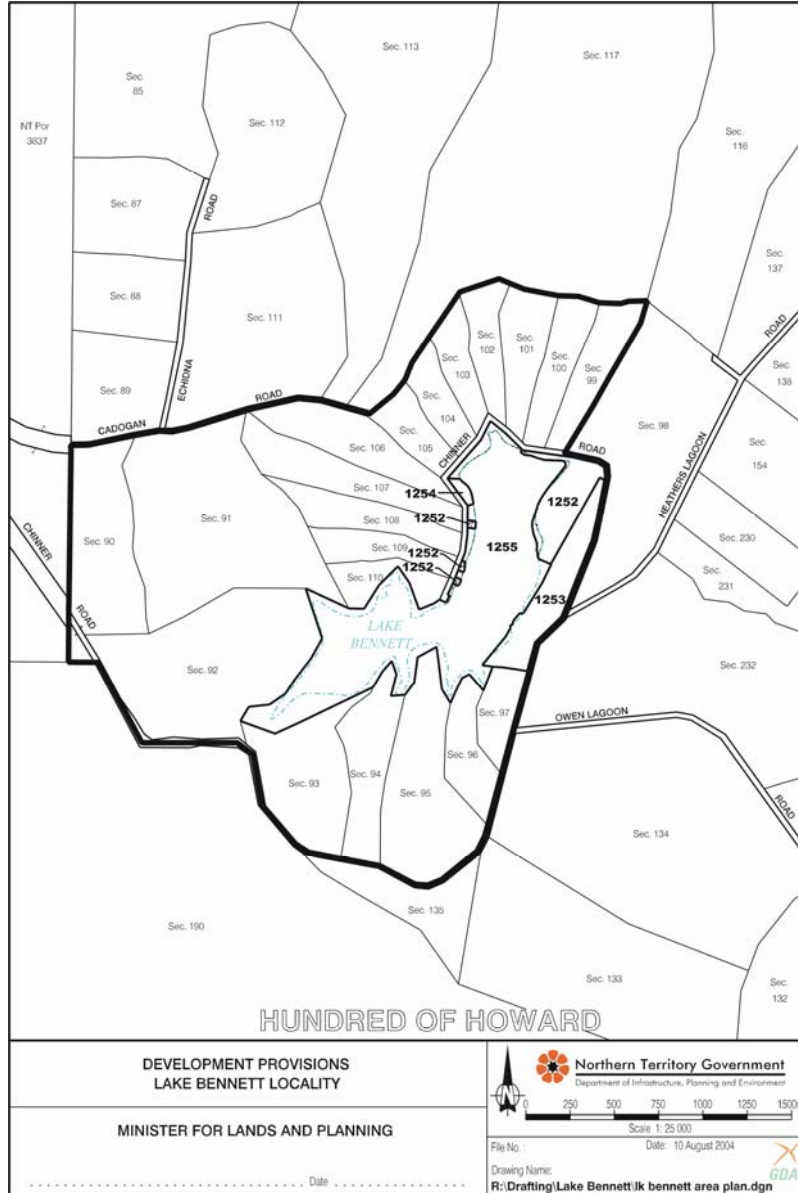 Sec. 113
Sec. 117
Sec.
85
NT Por
3837
Sec. 112
Sec.
116
Sec. 87
ROAD
Sec.
137
Sec. 88
Sec. 111
ROAD
Sec.
138
Sec. 89
ECHIDNA
CADOGAN
ROAD
Sec.
102
Sec.
101
Sec.
100
Sec.
99
Sec.
103
Sec.
104
Sec.
105
CHINNER
ROAD
Sec. 98
HEATHERS LAGOON
Sec.
154
Sec. 106
Sec. 107
1254
1252
Sec. 108
1252
Sec. 90
Sec. 91
CHINNER
ROAD
Sec. 109
1252
1252
Sec. 110
1255
1253
Sec. 230
Sec.
231
LAKE
BENNETT
Sec. 92
Sec. 232
Sec. 97
OWEN LAGOON
ROAD
Sec. 96
Sec. 93
Sec. 94
Sec. 95
Sec. 134
Sec. 135
Sec. 190
Sec. 133
Sec.
132
HUNDRED OF HOWARD
DEVELOPMENT PROVISIONS
LAKE BENNETT LOCALITY
MINISTER FOR LANDS AND PLANNING
Date
N
Northern Territory Government
Department of Infrastructure, Planning and Environment
0 250 500 750 1000 1250 1500
Scale 1: 25 000
File No. :
Date: 10 August 2004
Drawing Name:
R:\Drafting\Lake Bennett\lk bennett area plan.dgn
GDA